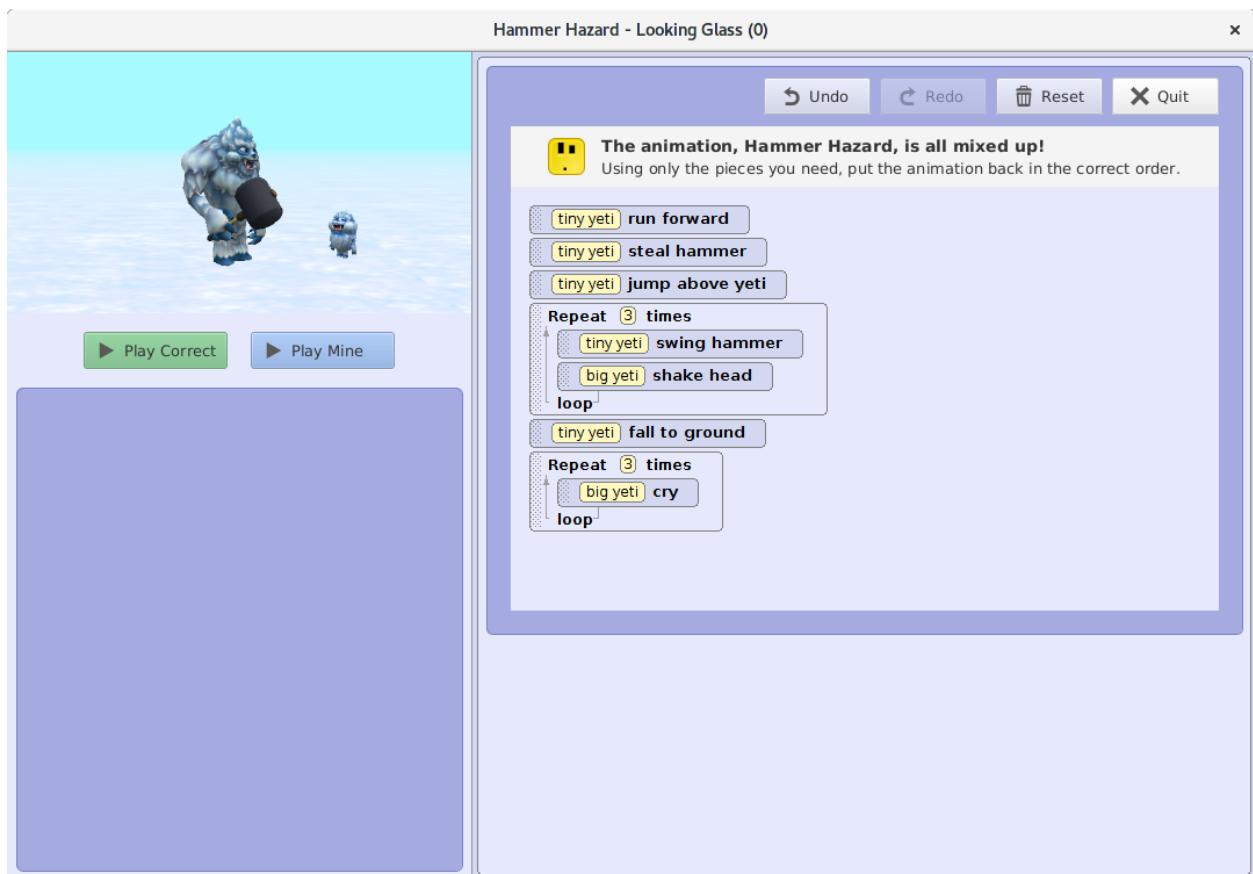 Hammer Hazard - Looking Glass (0)
Undo
Redo
Reset
Quit
The animation, Hammer Hazard, is all mixed up!
Using only the pieces you need, put the animation back in the correct order.
tiny yeti run forward
tiny yeti steal hammer
tiny yeti jump above yeti
Repeat 3 times
tiny yeti swing hammer
big yeti shake head
loop
tiny yeti fall to ground
Repeat 3 times
big yeti cry
loop
Play Correct
Play Mine